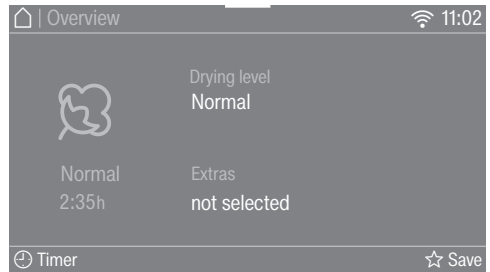 | Overview
11:02
Drying level
Normal
Normal
2:35h
Extras
not selected
Timer
Save